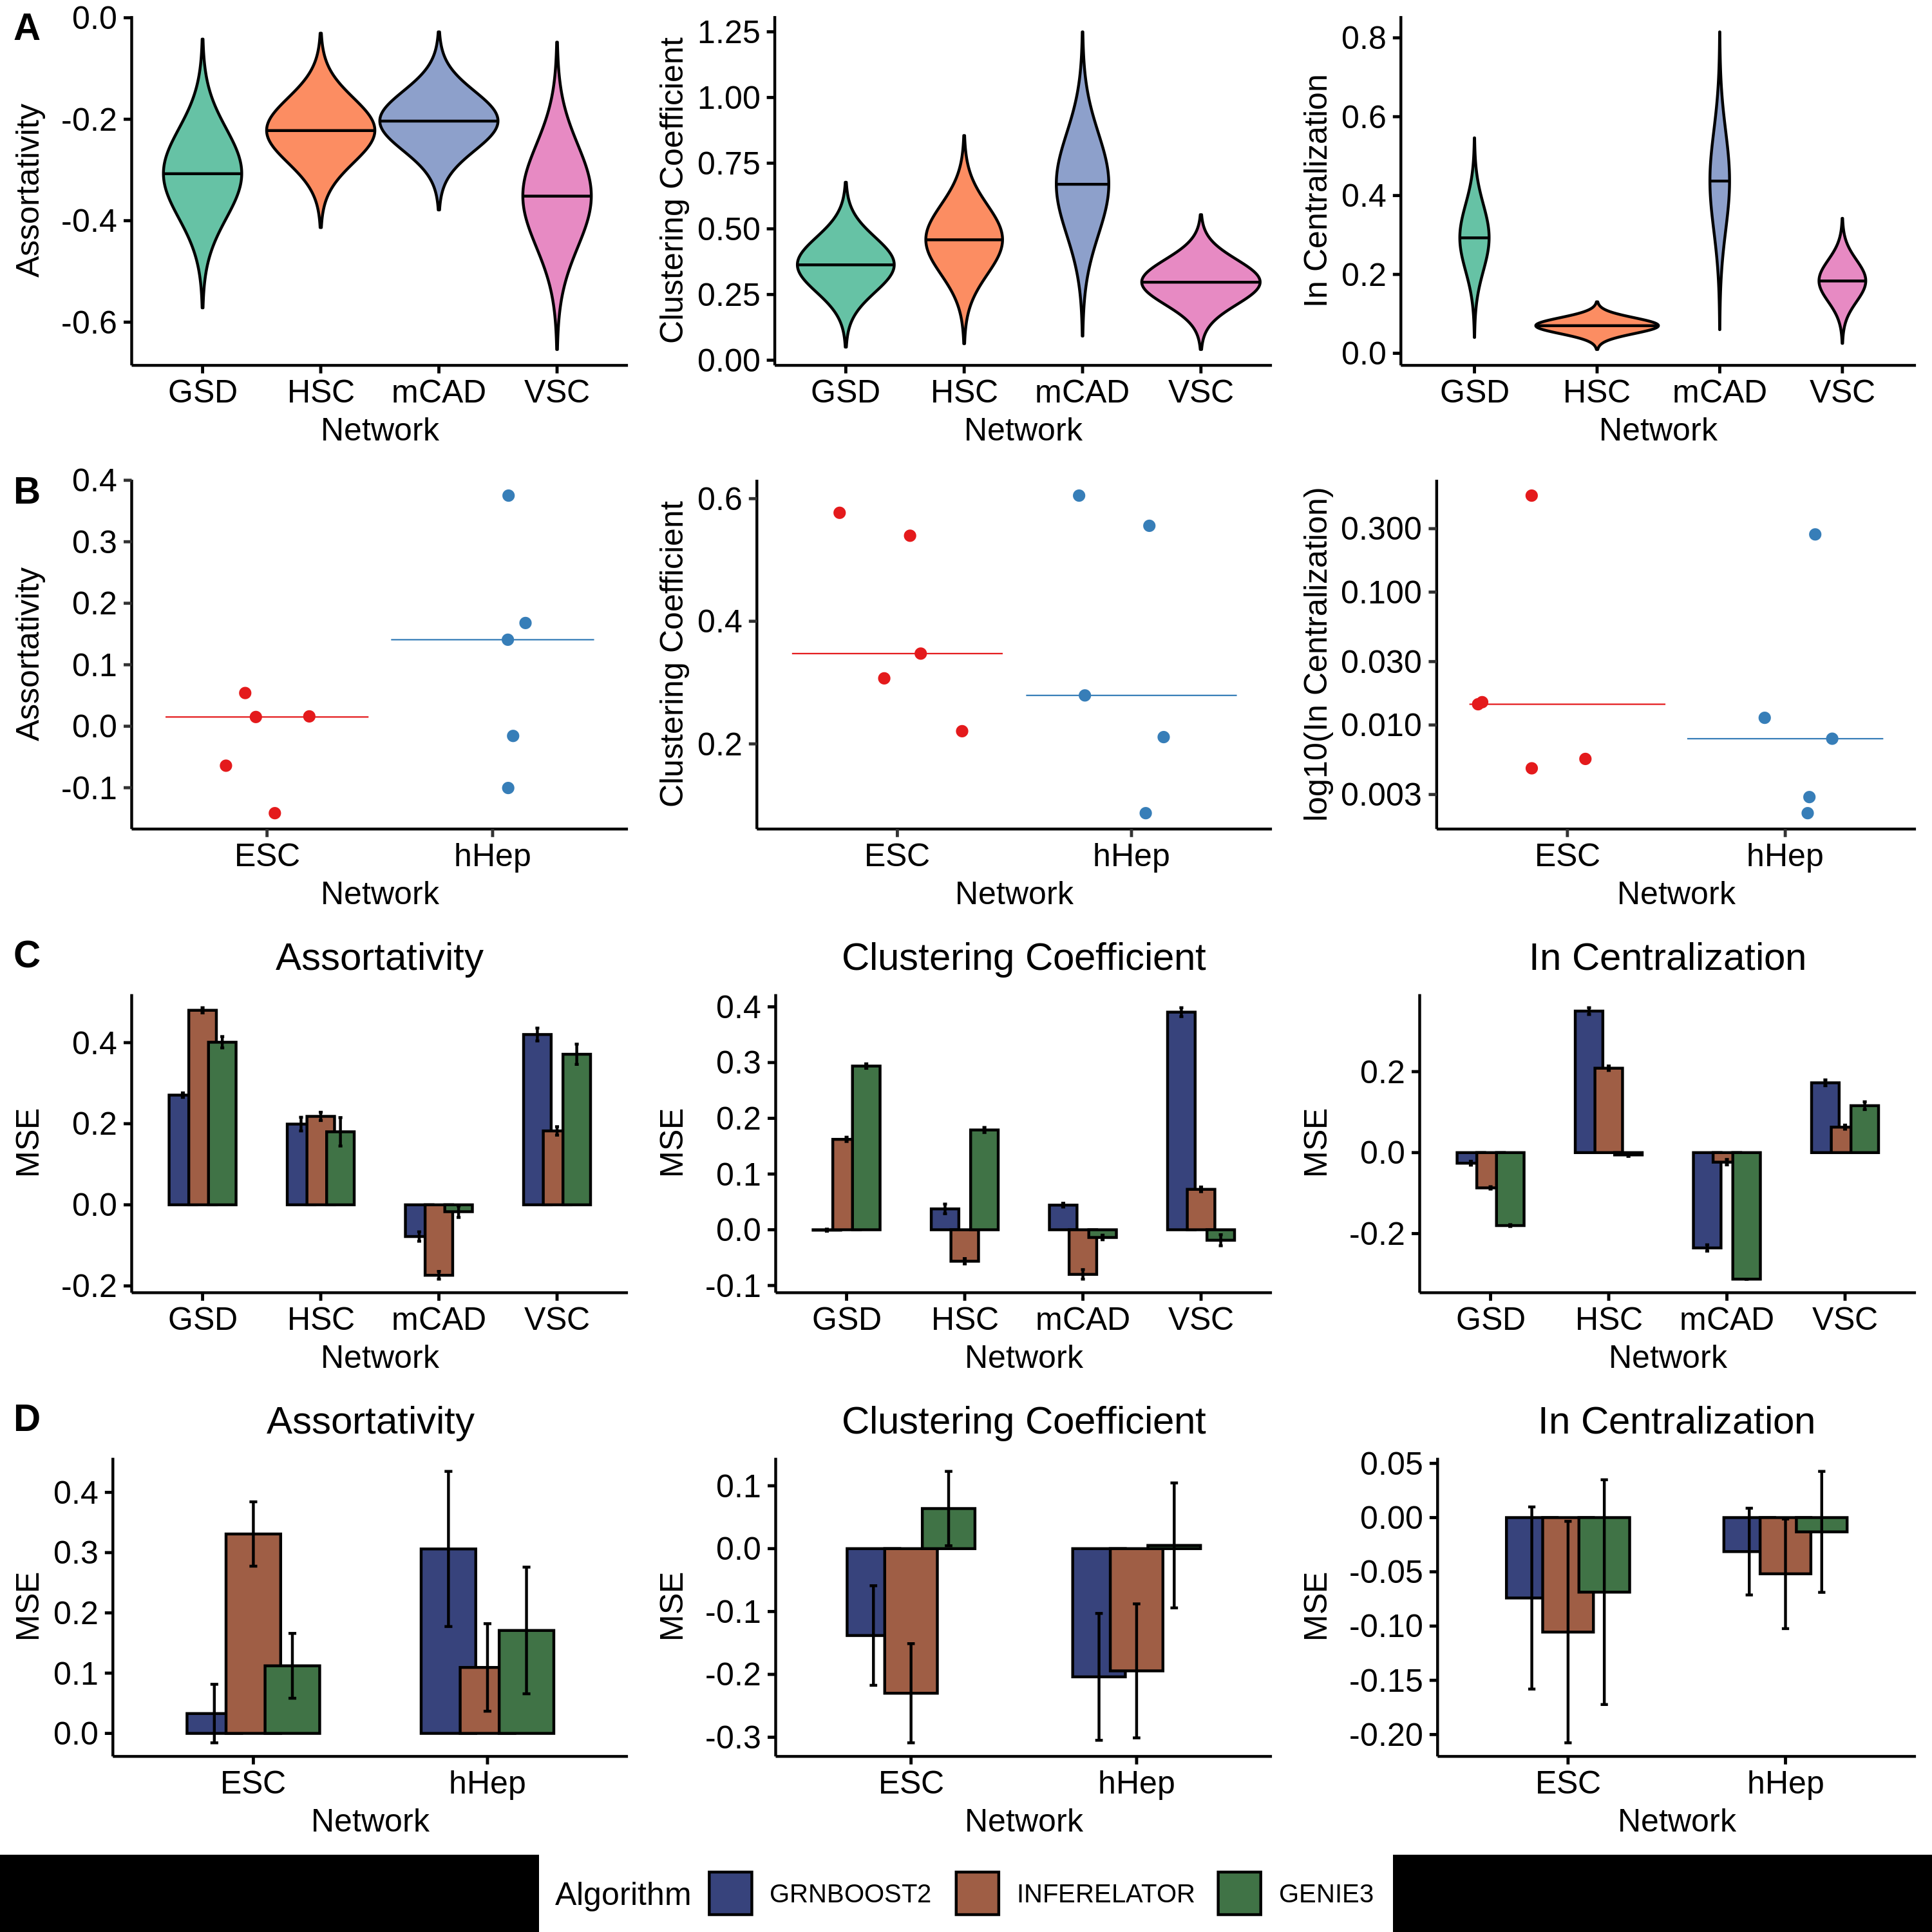 A
Assortativity
0.0
-0.2
-0.4
-0.6
GSD HSC mCAD VSC
Network
Clustering Coefficient
1.25
1.00
0.75
0.50
0.25
0.00
GSD HSC mCAD VSC
Network
In Centralization
0.8
0.6
0.4
0.2
0.0
GSD HSC mCAD VSC
Network
B
Assortativity
0.4
0.3
0.2
0.1
0.0
-0.1
ESC hHep
Network
Clustering Coefficient
0.6
0.4
0.2
ESC hHep
Network
log10(In Centralization)
0.300
0.100
0.030
0.010
0.003
ESC hHep
Network
C
Assortativity
MSE
0.4
0.2
0.0
-0.2
GSD HSC mCAD VSC
Network
Clustering Coefficient
MSE
0.4
0.3
0.2
0.1
0.0
-0.1
GSD HSC mCAD VSC
Network
In Centralization
MSE
0.2
0.0
-0.2
GSD HSC mCAD VSC
Network
D
Assortativity
MSE
0.4
0.3
0.2
0.1
0.0
ESC hHep
Network
Clustering Coefficient
MSE
0.1
0.0
-0.1
-0.2
-0.3
ESC hHep
Network
In Centralization
MSE
0.05
0.00
-0.05
-0.10
-0.15
-0.20
ESC hHep
Network
Algorithm GRNBOOST2 INFERELATOR GENIE3